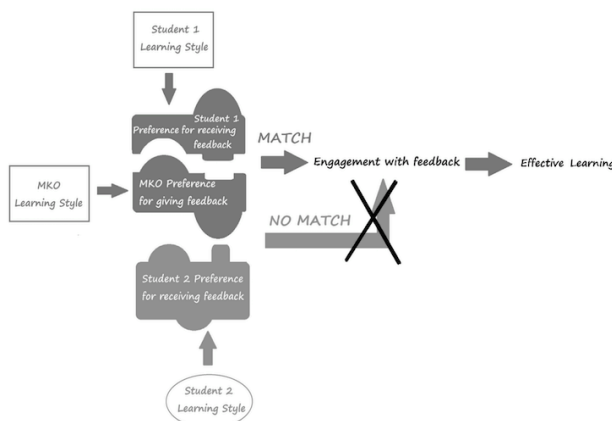 Student 1
Learning Style
Student 1
Preference for receiving
feedback
MATCH
Engagement with feedback
Effective Learning
MKO
Learning Style
MKO Preference
for giving feedback
NO MATCH
Student 2 Preference
for receiving feedback
Student 2
Learning Style